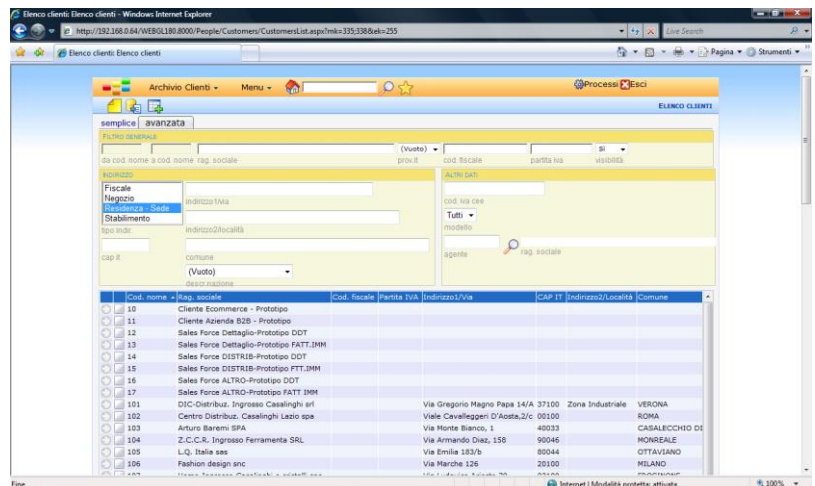 Elenco clienti: Elenco clienti - Windows Internet Explorer
http://192.168.0.64/WEBGL180.8000/People/Customers/CustomersList.aspx?mk=335;338&ek=255
Live Search
Elenco clienti: Elenco clienti
Pagina Strumenti
Archivio Clienti Menu Processi Esci
ELENCO CLIENTI
semplice avanzata
FILTRO GENERALE
(Vuoto) Sì
da cod. nome a cod. nome rag. sociale prov.it cod. fiscale partita iva visibilità
INDIRIZZO ALTRI DATI
Fiscale
Negozio
Residenza - Sede
Stabilimento
indirizzo1/via cod. iva cee
Tutti
tipo indir. indirizzo2/località modello
cap it comune agente rag. sociale
(Vuoto)
descr.nazione
Cod. nome Rag. sociale Cod. fiscale Partita IVA Indirizzo1/Via CAP IT Indirizzo2/Località Comune
10 Cliente Ecommerce - Prototipo
11 Cliente Azienda B2B - Prototipo
12 Sales Force Dettaglio-Prototipo DDT
13 Sales Force Dettaglio-Prototipo FATT.IMM
14 Sales Force DISTRIB-Prototipo DDT
15 Sales Force DISTRIB-Prototipo FTT.IMM
16 Sales Force ALTRO-Prototipo DDT
17 Sales Force ALTRO-Prototipo FATT IMM
101 DIC-Distribuz. Ingrosso Casalinghi srl Via Gregorio Magno Papa 14/A 37100 Zona Industriale VERONA
102 Centro Distribuz. Casalinghi Lazio spa Viale Cavalleggeri D'Aosta,2/c 00100 ROMA
103 Arturo Baremi SPA Via Monte Bianco, 1 40033 CASALECCHIO DI
104 Z.C.C.R. Ingrosso Ferramenta SRL Via Armando Diaz, 158 90046 MONREALE
105 L.Q. Italia sas Via Emilia 183/b 80044 OTTAVIANO
106 Fashion design snc Via Marche 126 20100 MILANO
Fine Internet | Modalità protetta: attivata 100%